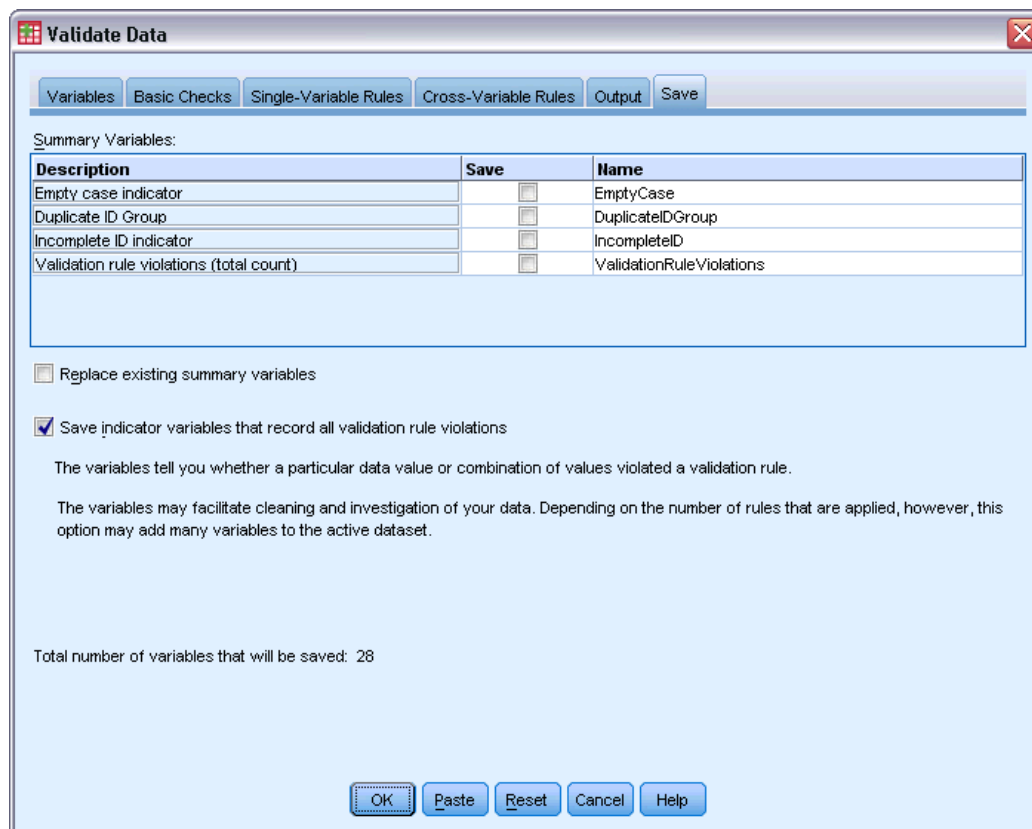 Validate Data
Variables Basic Checks Single-Variable Rules Cross-Variable Rules Output Save
Summary Variables:
Description Save Name
Empty case indicator EmptyCase
Duplicate ID Group DuplicateIDGroup
Incomplete ID indicator IncompleteID
Validation rule violations (total count) ValidationRuleViolations
Replace existing summary variables
Save indicator variables that record all validation rule violations
The variables tell you whether a particular data value or combination of values violated a validation rule.
The variables may facilitate cleaning and investigation of your data. Depending on the number of rules that are applied, however, this
option may add many variables to the active dataset.
Total number of variables that will be saved: 28
OK Paste Reset Cancel Help